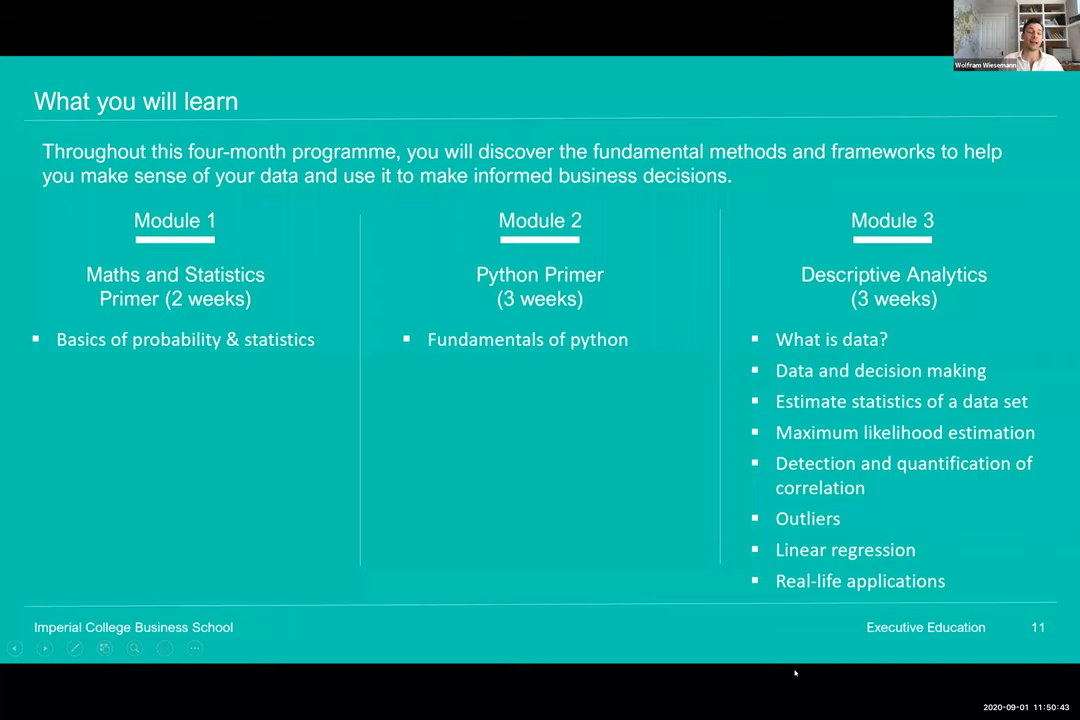 Wolfram Wiesemann
What you will learn
Throughout this four-month programme, you will discover the fundamental methods and frameworks to help
you make sense of your data and use it to make informed business decisions.
Module 1
Maths and Statistics
Primer (2 weeks)
▪ Basics of probability & statistics
Module 2
Python Primer
(3 weeks)
▪ Fundamentals of python
Module 3
Descriptive Analytics
(3 weeks)
▪ What is data?
▪ Data and decision making
▪ Estimate statistics of a data set
▪ Maximum likelihood estimation
▪ Detection and quantification of
correlation
▪ Outliers
▪ Linear regression
▪ Real-life applications
Imperial College Business School
Executive Education
11
2020-09-01 11:50:43